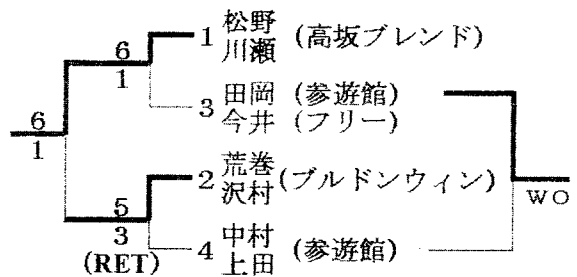 6
1
1 松野 川瀬 (高坂ブレンド)
3 田岡 (参遊館) 今井 (フリー)
6
1
2 荒巻 沢村 (ブルドンウィン)
WO
5
3
(RET)
4 中村 上田 (参遊館)